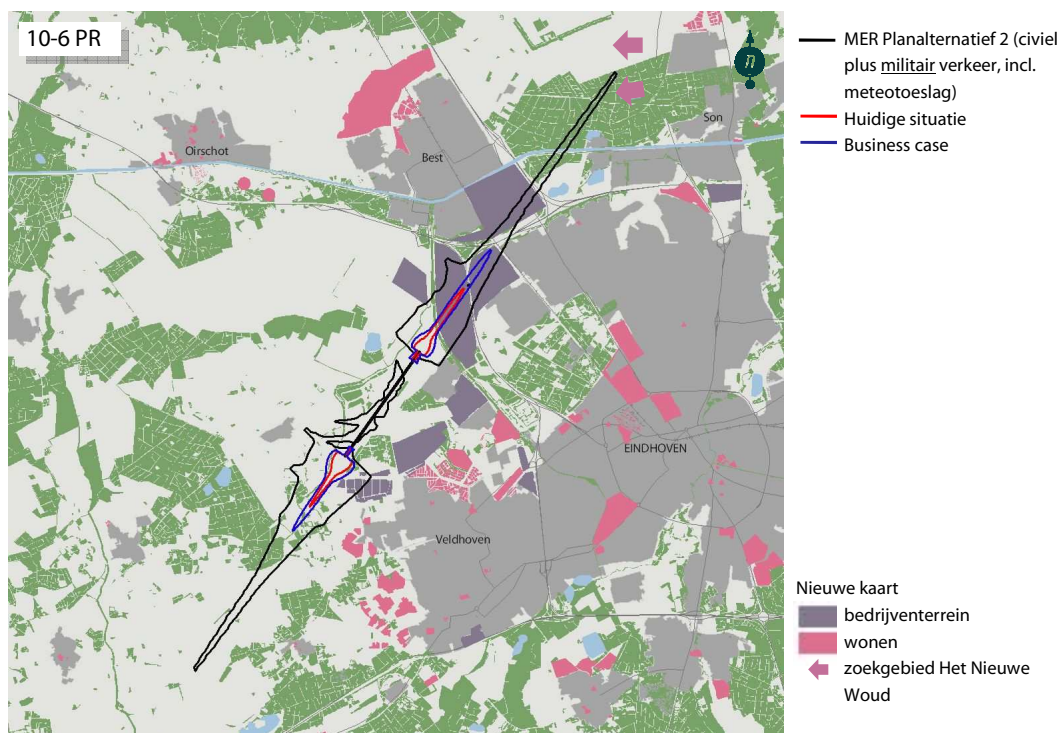 10-6 PR
MER Planalternatief 2 (civiel
plus militair verkeer, incl.
meteotoeslag)
Huidige situatie
Business case
n
Son
Best
Oirschot
EINDHOVEN
Veldhoven
Nieuwe kaart
bedrijventerrein
wonen
zoekgebied Het Nieuwe
Woud